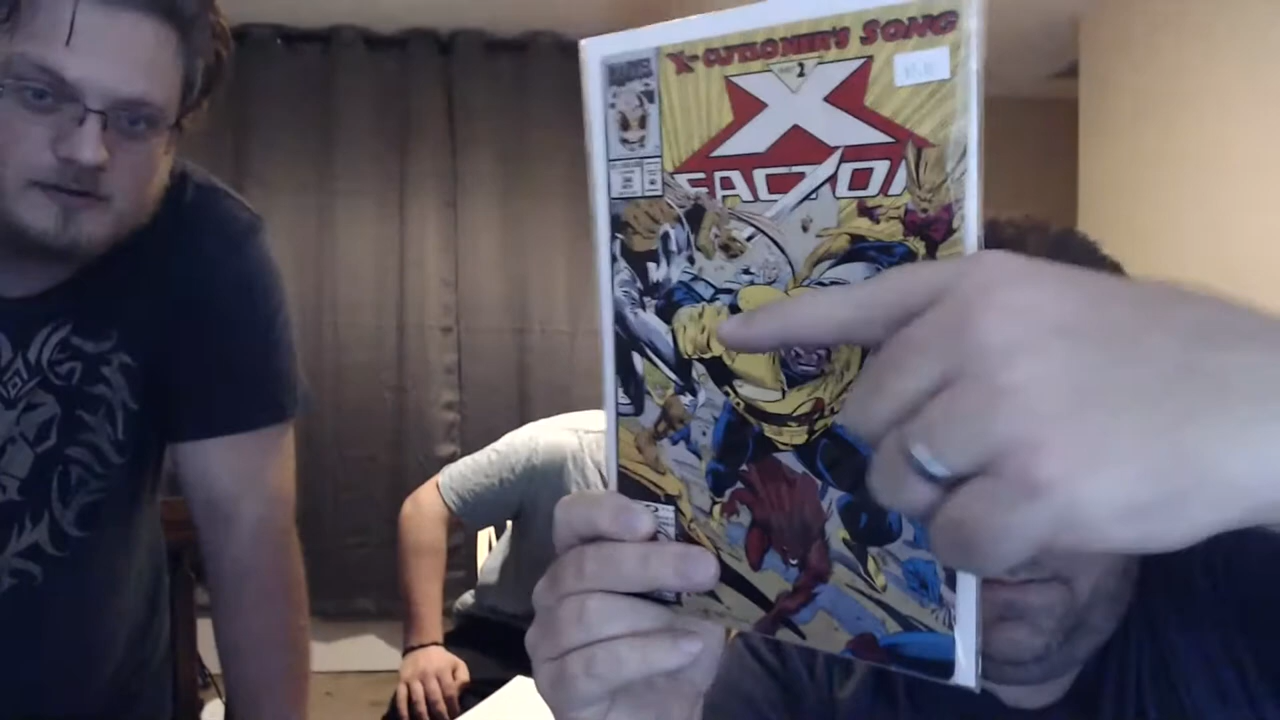 X-CUTIONER'S SONG
MARVEL
PART 2
X
FACTOR